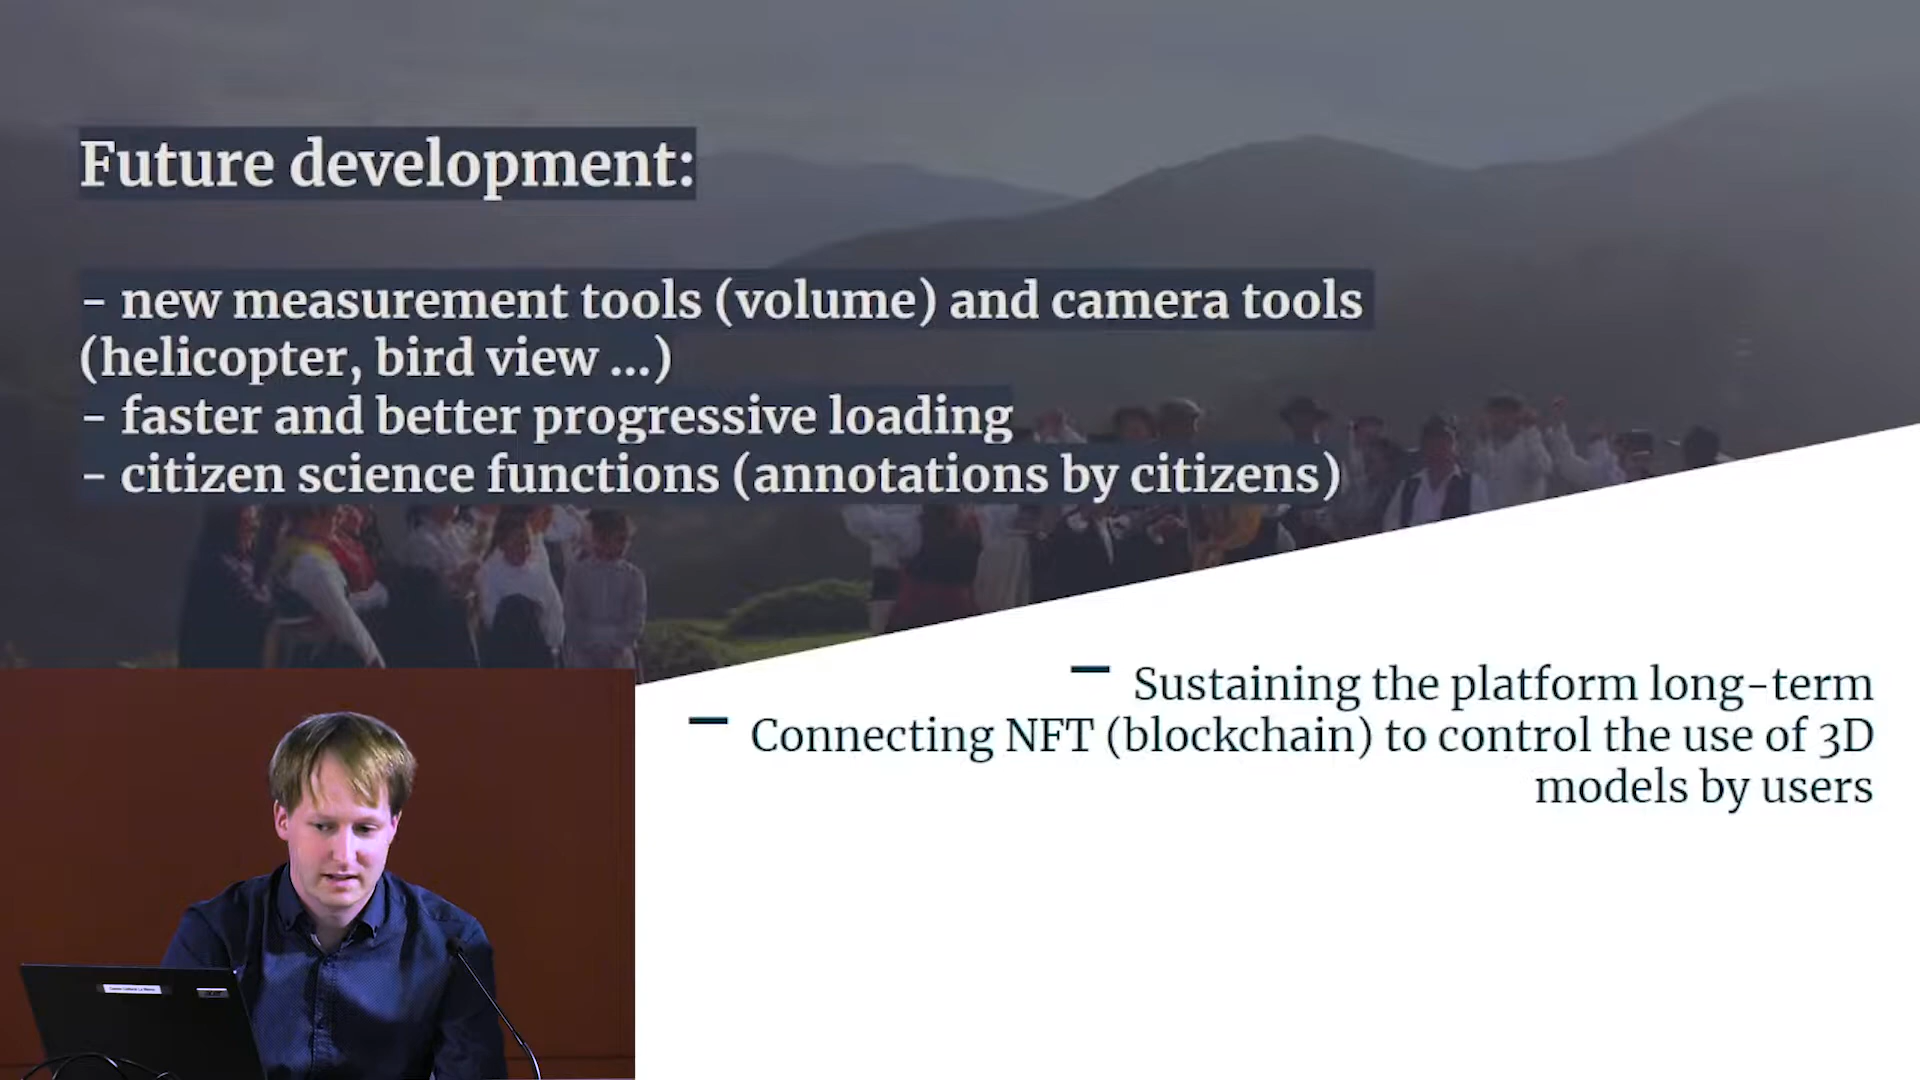 Future development:
- new measurement tools (volume) and camera tools
(helicopter, bird view ...)
- faster and better progressive loading
- citizen science functions (annotations by citizens)
- Sustaining the platform long-term
- Connecting NFT (blockchain) to control the use of 3D
models by users
acer